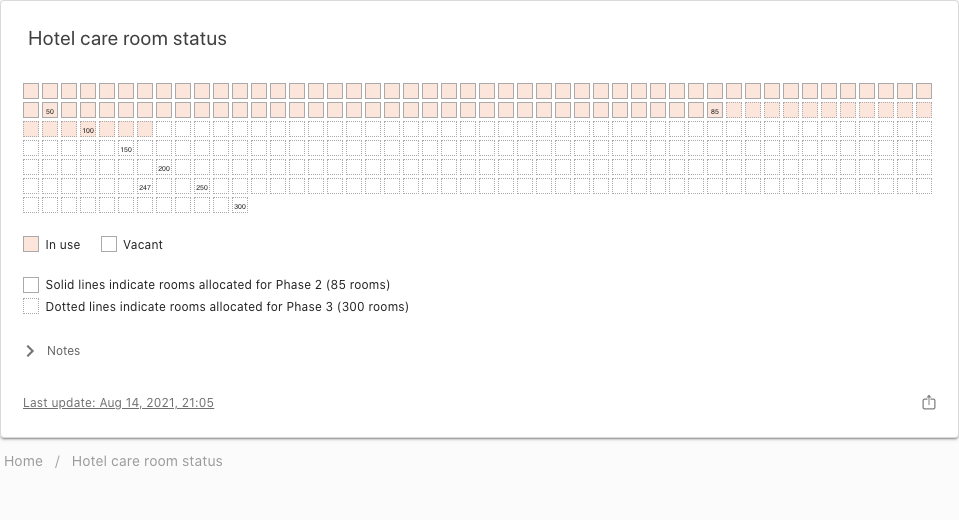 Hotel care room status
50
85
100
150
200
247 250
300
In use Vacant
Solid lines indicate rooms allocated for Phase 2 (85 rooms)
Dotted lines indicate rooms allocated for Phase 3 (300 rooms)
Notes
Last update: Aug 14, 2021, 21:05
Home / Hotel care room status